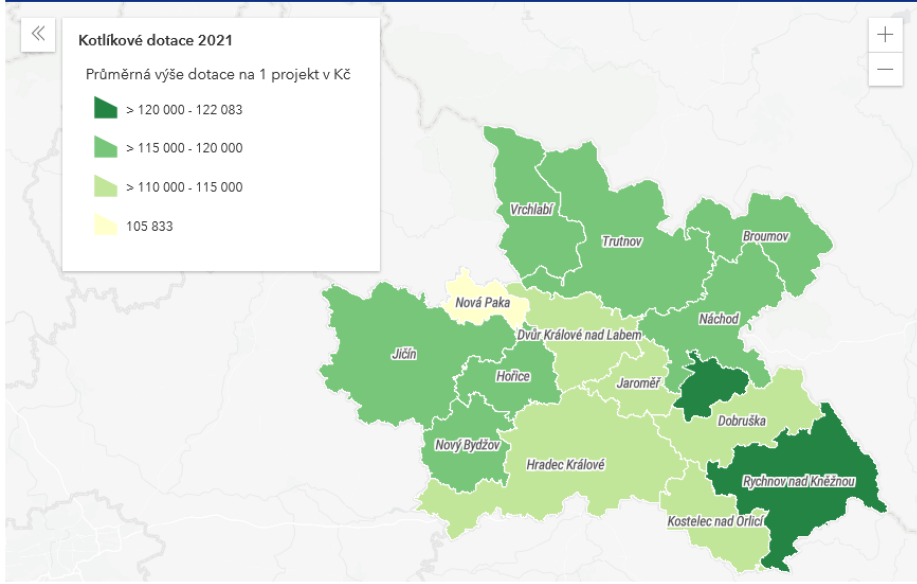 Kotlíkové dotace 2021
Průměrná výše dotace na 1 projekt v Kč
> 120 000 - 122 083
> 115 000 - 120 000
> 110 000 - 115 000
105 833
Vrchlabí
Trutnov
Broumov
Nová Paka
Náchod
Dvůr Králové nad Labem
Jičín
Hořice
Jaroměř
Dobruška
Nový Bydžov
Hradec Králové
Rychnov nad Kněžnou
Kostelec nad Orlicí